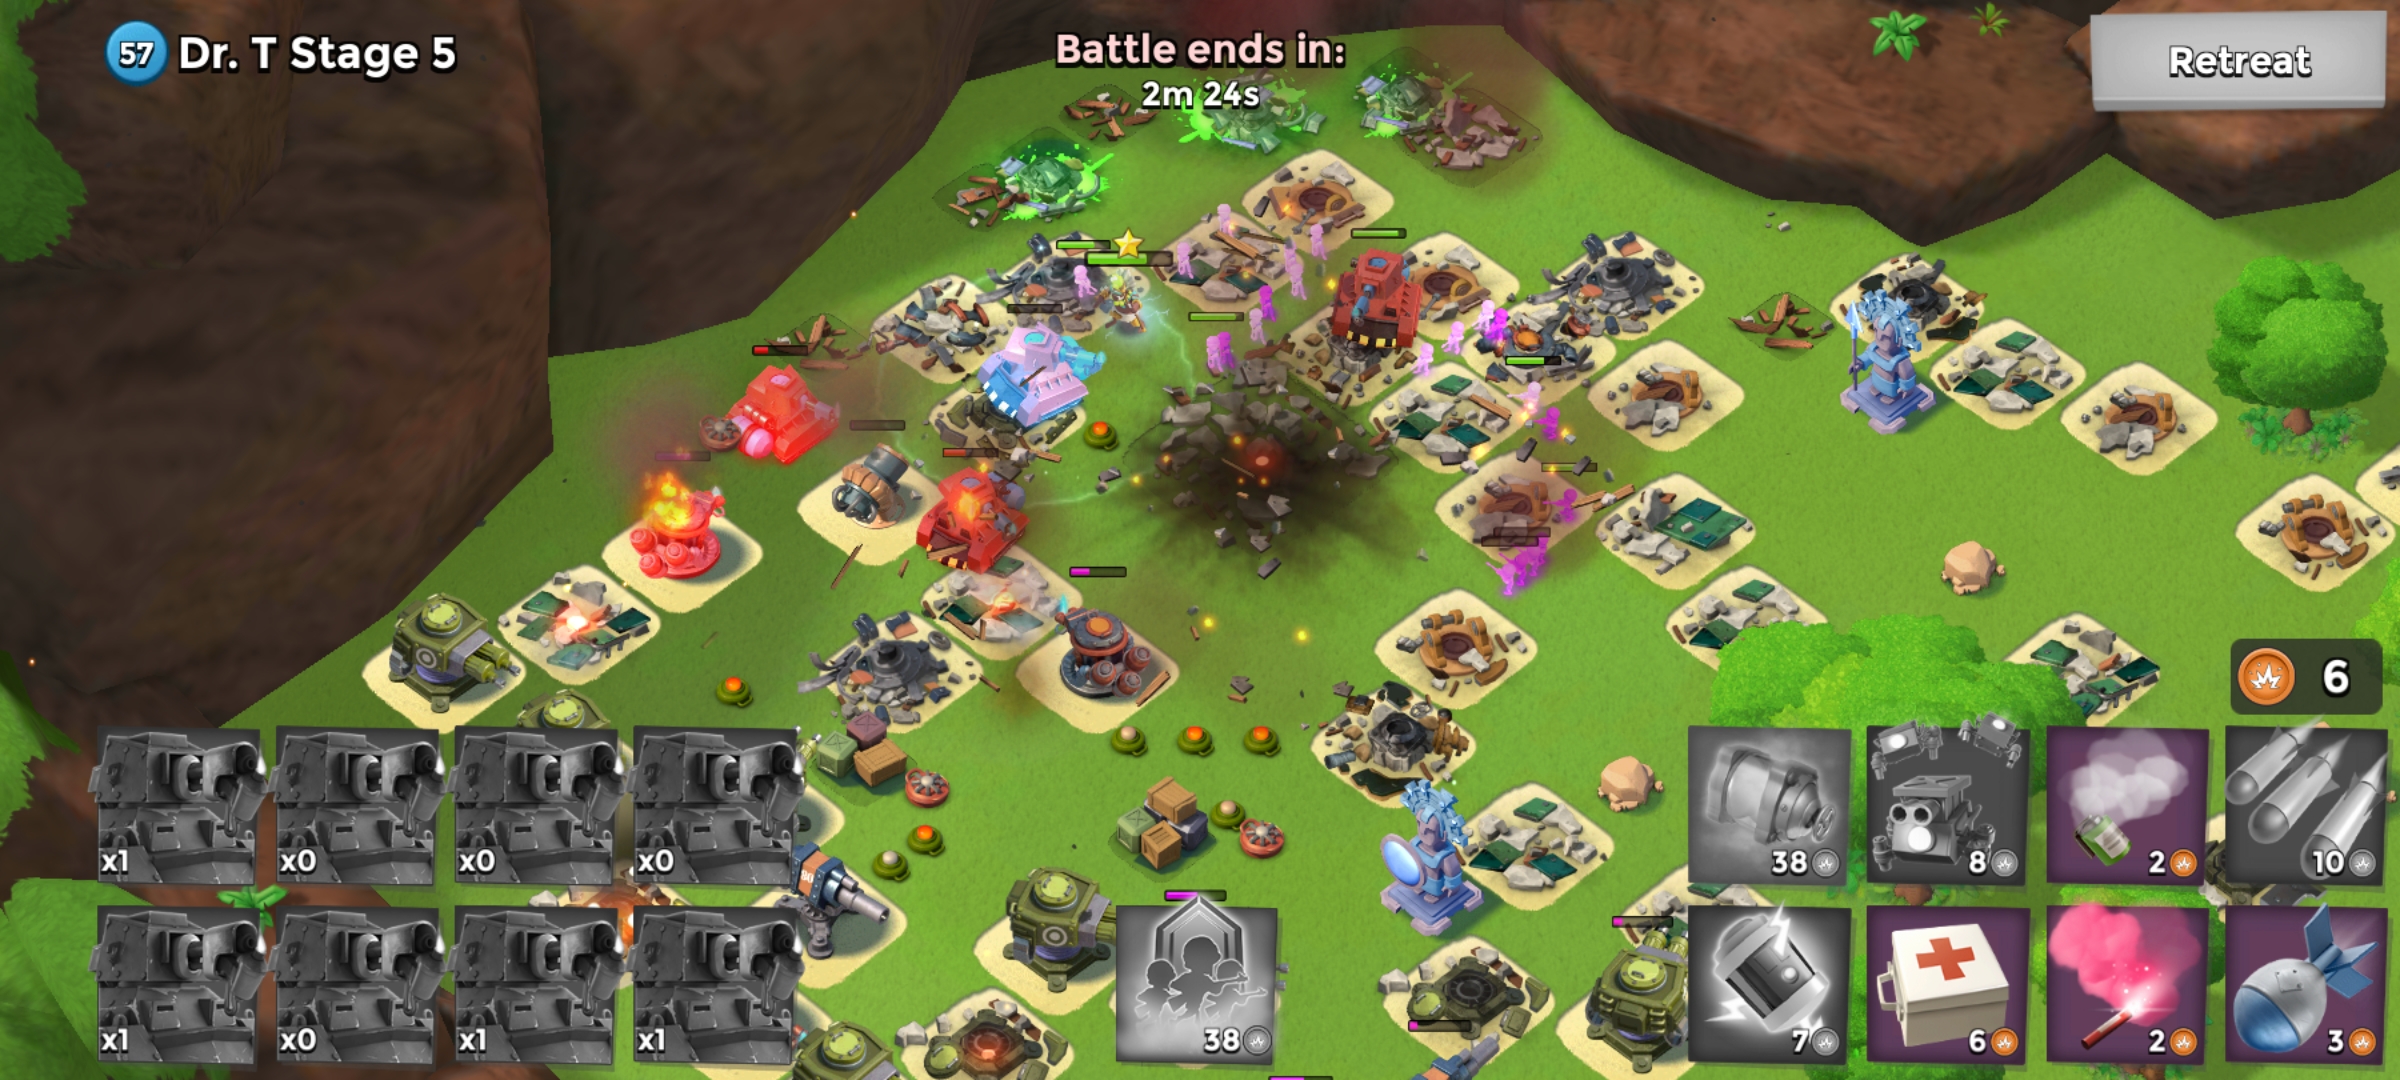 57 Dr. T Stage 5
Battle ends in:
2m 24s
Retreat
6
x1
x0
x0
x0
38
8
2
10
x1
x0
x1
x1
38
7
6
2
3